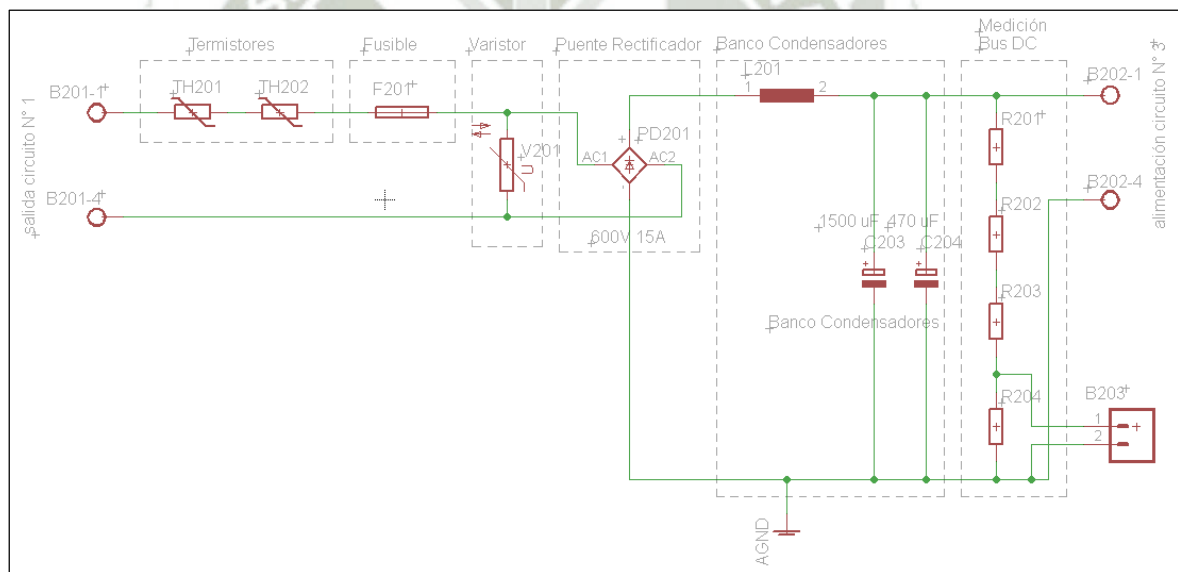 Termistores
Fusible
Varistor
Puente Rectificador
Banco Condensadores
Medición
Bus DC
salida circuito N° 1
B201-1
B201-4
TH201
TH202
F201
V201
U
PD201
AC1
AC2
+
-
600V 15A
L201
1
2
1500 uF
470 uF
C203
C204
+
+
Banco Condensadores
AGND
R201
R202
R203
R204
B202-1
B202-4
alimentación circuito N° 3
B203
1
2
+